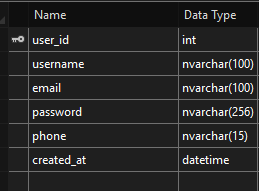 Name Data Type
user_id int
username nvarchar(100)
email nvarchar(100)
password nvarchar(256)
phone nvarchar(15)
created_at datetime